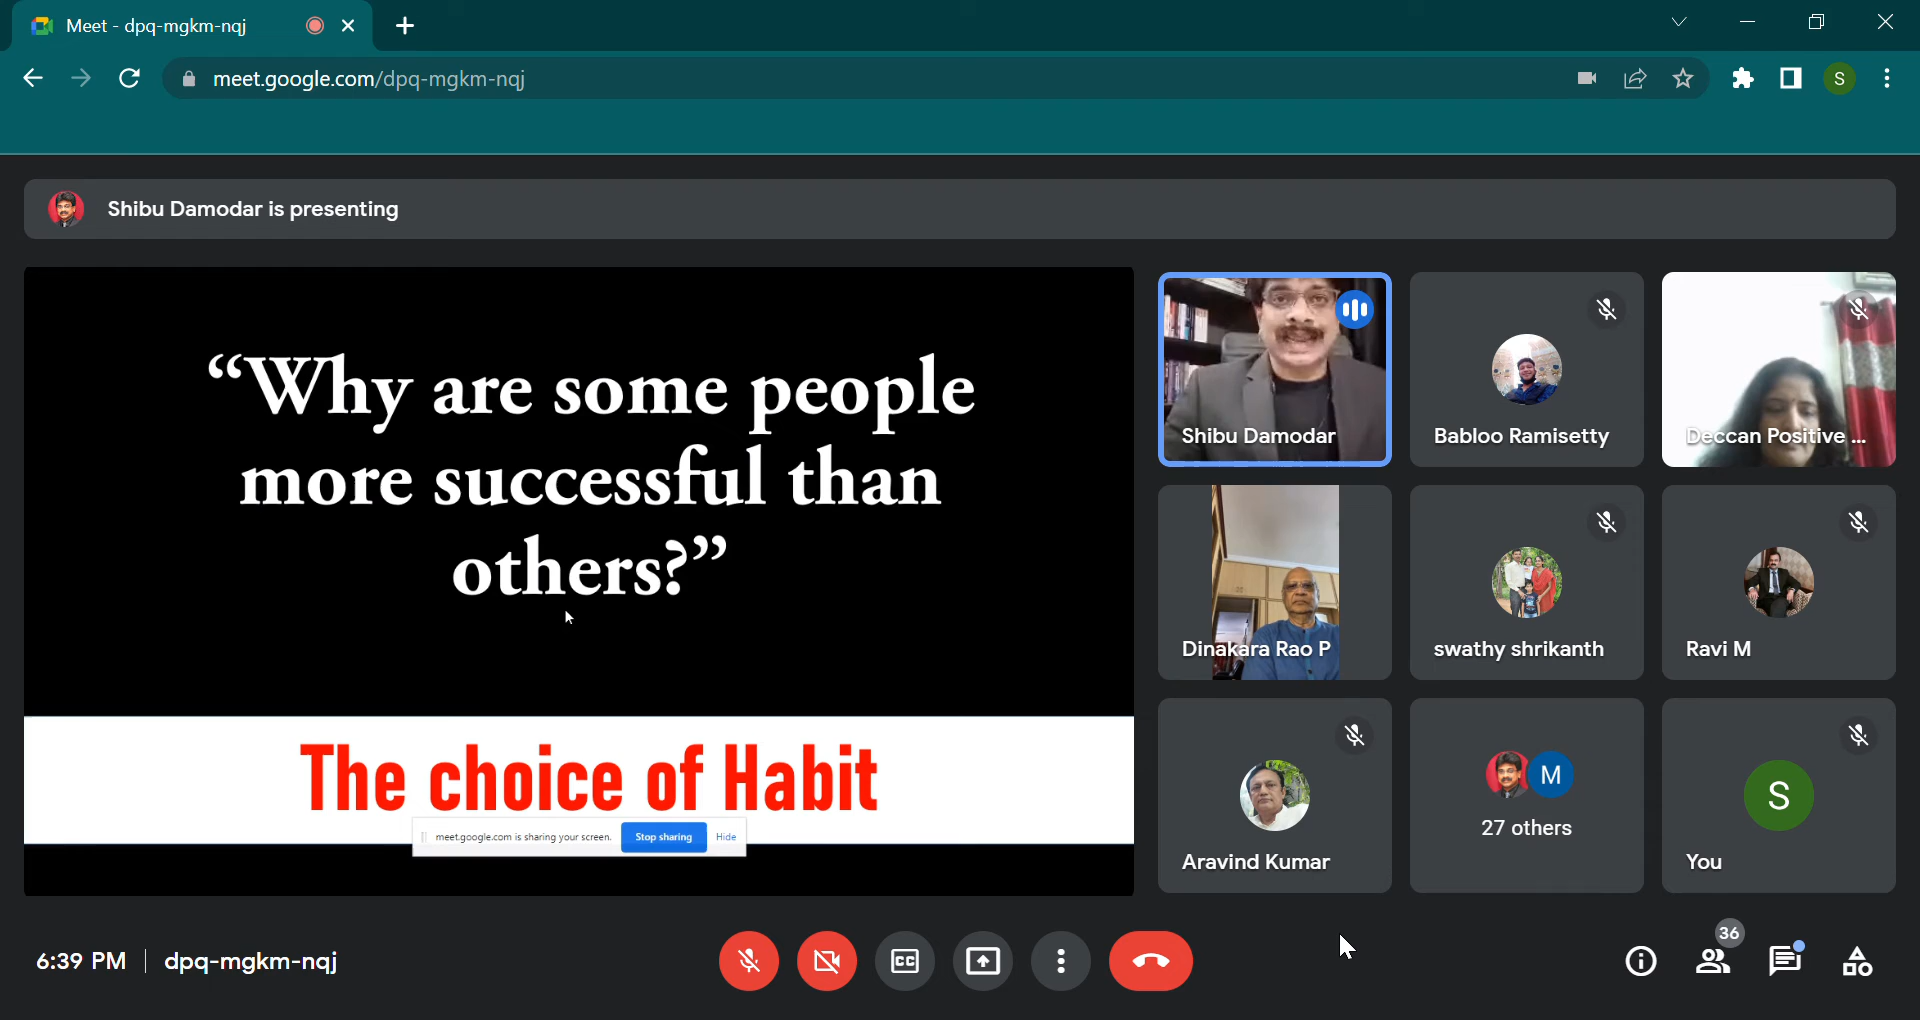 Meet - dpq-mgkm-nqj
meet.google.com/dpq-mgkm-nqj
S
Shibu Damodar is presenting
“Why are some people
more successful than
others?”
The choice of Habit
meet.google.com is sharing your screen. Stop sharing Hide
Shibu Damodar
Babloo Ramisetty
Deccan Positive ...
Dinakara Rao P
swathy shrikanth
Ravi M
Aravind Kumar
M
27 others
S
You
6:39 PM | dpq-mgkm-nqj
CC
36